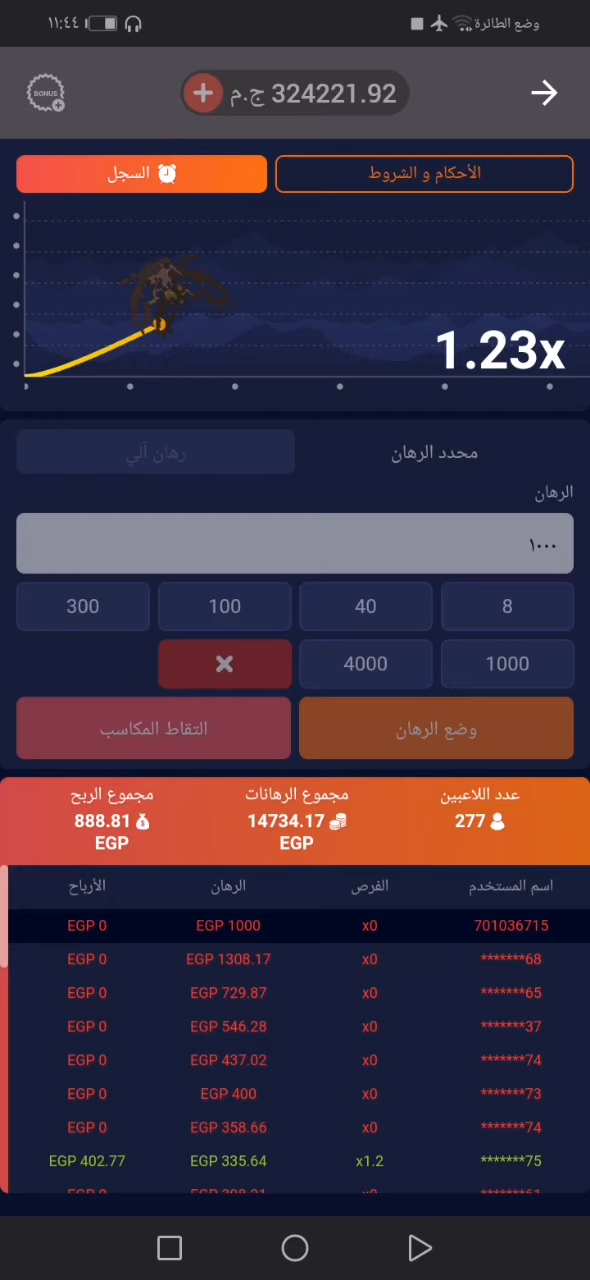 ١١:٤٤ وضع الطائرة
BONUS
324221.92 ج.م
الأحكام و الشروط
السجل
1.23x
محدد الرهان
رهان آلي
الرهان
١٠٠٠
8 40 100 300
1000 4000
وضع الرهان
التقاط المكاسب
عدد اللاعبين مجموع الرهانات مجموع الربح
277 14734.17 888.81
EGP EGP
اسم المستخدم الفرص الرهان الأرباح
701036715 x0 EGP 1000 EGP 0
*******68 x0 EGP 1308.17 EGP 0
*******65 x0 EGP 729.87 EGP 0
*******37 x0 EGP 546.28 EGP 0
*******74 x0 EGP 437.02 EGP 0
*******73 x0 EGP 400 EGP 0
*******74 x0 EGP 358.66 EGP 0
*******75 x1.2 EGP 335.64 EGP 402.77